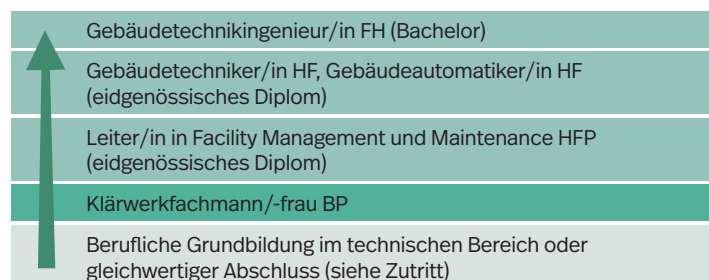 Gebäudetechnikingenieur/in FH (Bachelor)
Gebäudetechniker/in HF, Gebäudeautomatiker/in HF
(eidgenössisches Diplom)
Leiter/in in Facility Management und Maintenance HFP
(eidgenössisches Diplom)
Klärwerkfachmann/-frau BP
Berufliche Grundbildung im technischen Bereich oder
gleichwertiger Abschluss (siehe Zutritt)